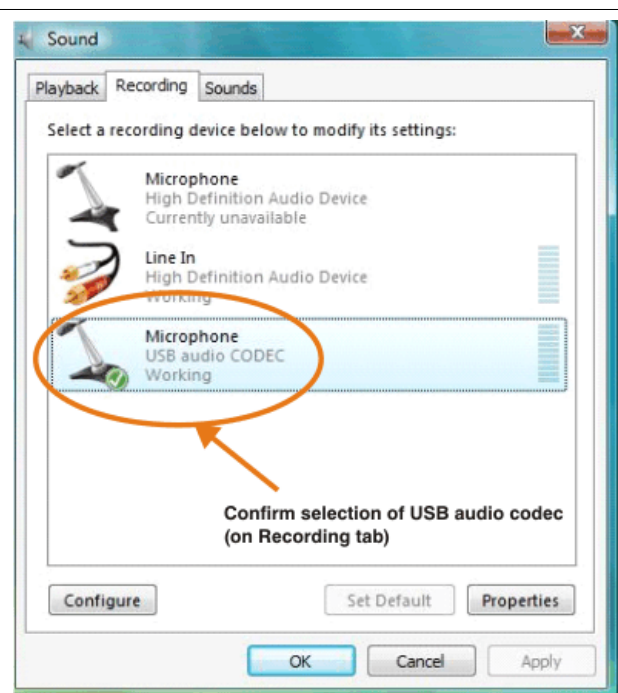 Sound
Playback Recording Sounds
Select a recording device below to modify its settings:
Microphone
High Definition Audio Device
Currently unavailable
Line In
High Definition Audio Device
Working
Microphone
USB audio CODEC
Working
Confirm selection of USB audio codec
(on Recording tab)
Configure Set Default Properties
OK Cancel Apply